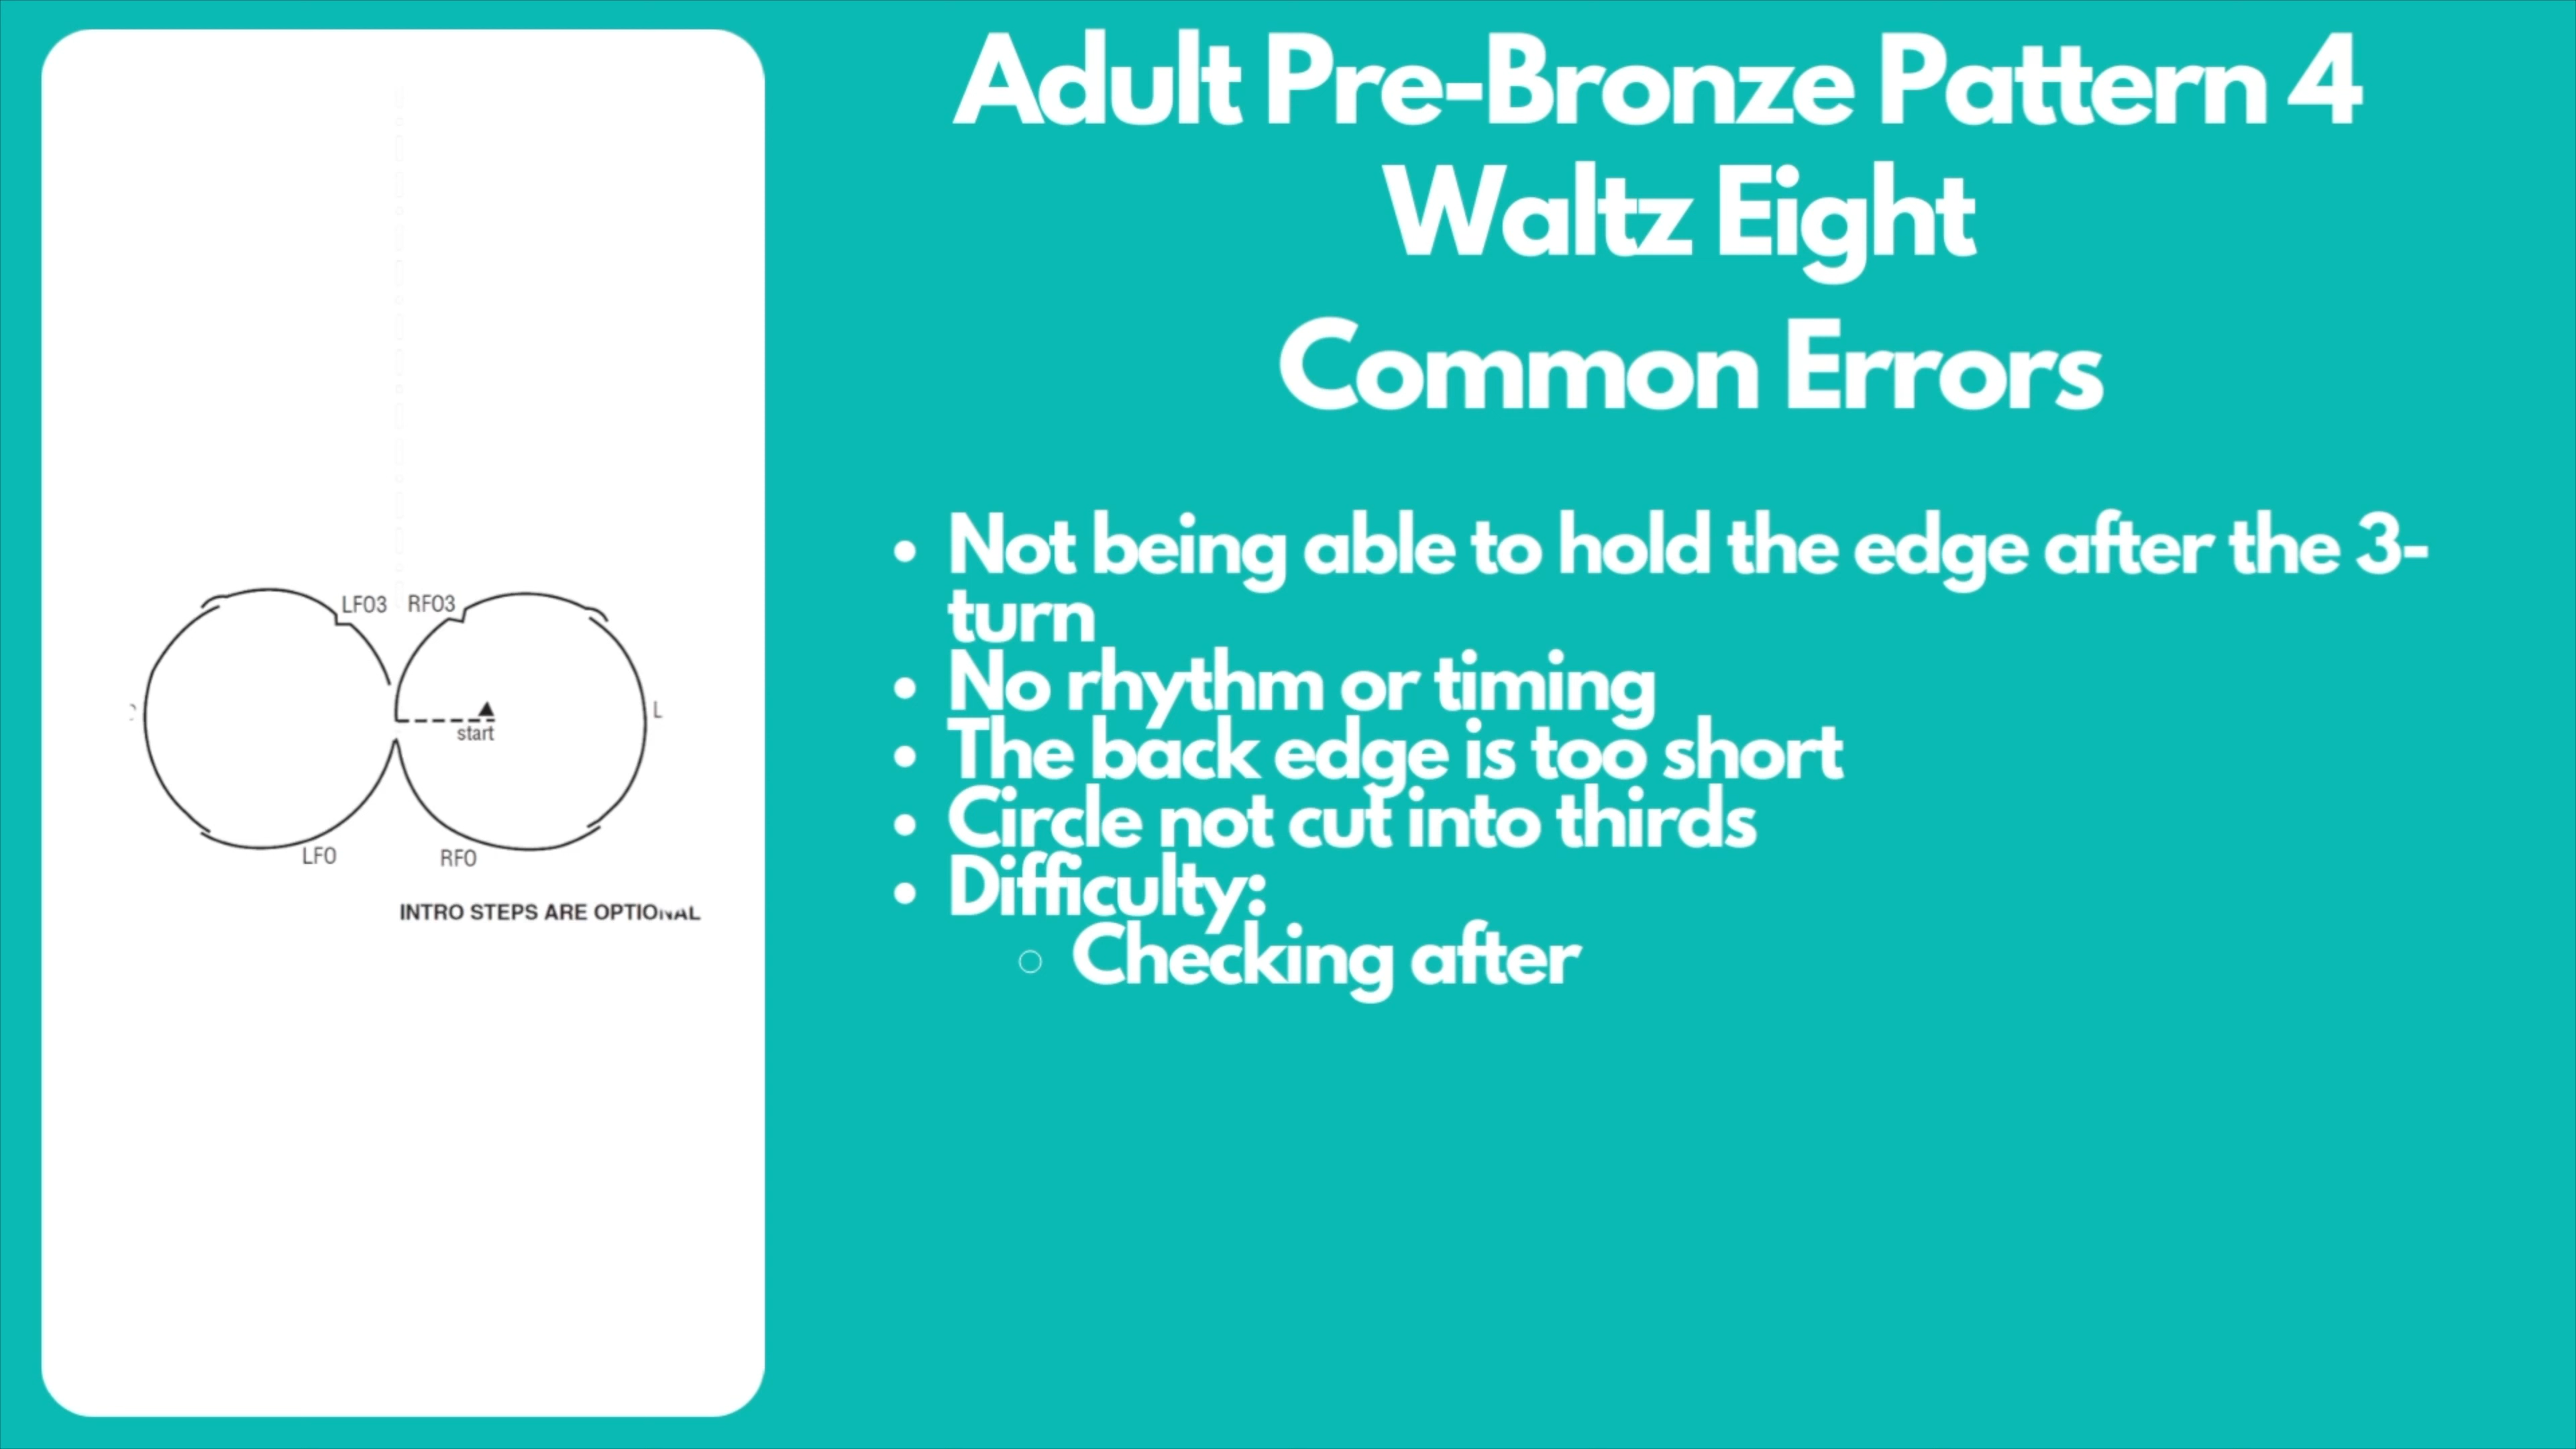 Adult Pre-Bronze Pattern 4
Waltz Eight
Common Errors
• Not being able to hold the edge after the 3-
turn
• No rhythm or timing
• The back edge is too short
• Circle not cut into thirds
• Difficulty:
○ Checking after
LFO3 RFO3
L
start
LFO RFO
INTRO STEPS ARE OPTIONAL